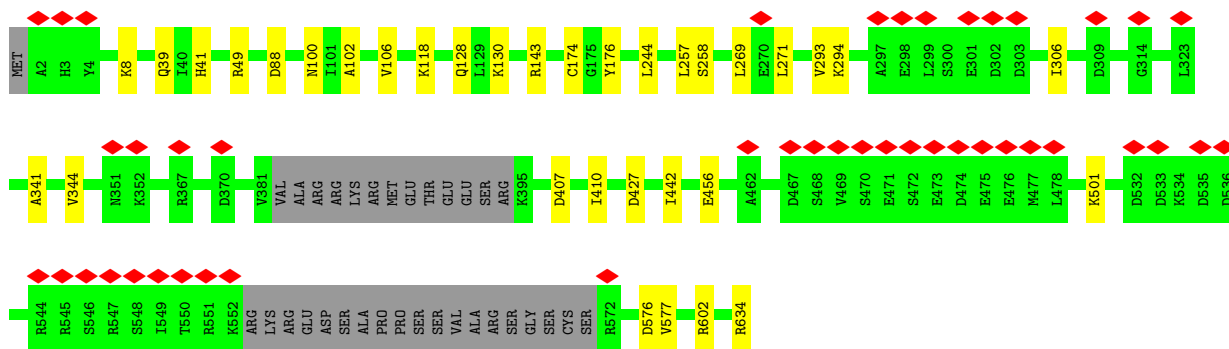 MET A2 H3 Y4 K8 Q39 I40 H41 R49 D88 N100 I101 A102 V106 K118 Q128 L129 K130 R143 C174 G175 Y176 L244 L257 S258 L269 E270 L271 V293 K294 A297 E298 L299 S300 E301 D302 D303 I306 D309 G314 L323
A341 V344 N351 K352 R367 D370 V381 VAL ALA ARG ARG LYS ARG MET GLU THR GLU GLU SER ARG K395 D407 I410 D427 I442 E456 A462 D467 S468 V469 S470 E471 S472 E473 D474 E475 E476 M477 L478 K501 D532 D533 K534 D535 D536
R544 R545 S546 R547 S548 I549 T550 R551 K552 ARG LYS ARG GLU ASP SER ALA PRO PRO SER SER VAL ALA ARG SER GLY SER CYS SER R572 D576 V577 R602 R634